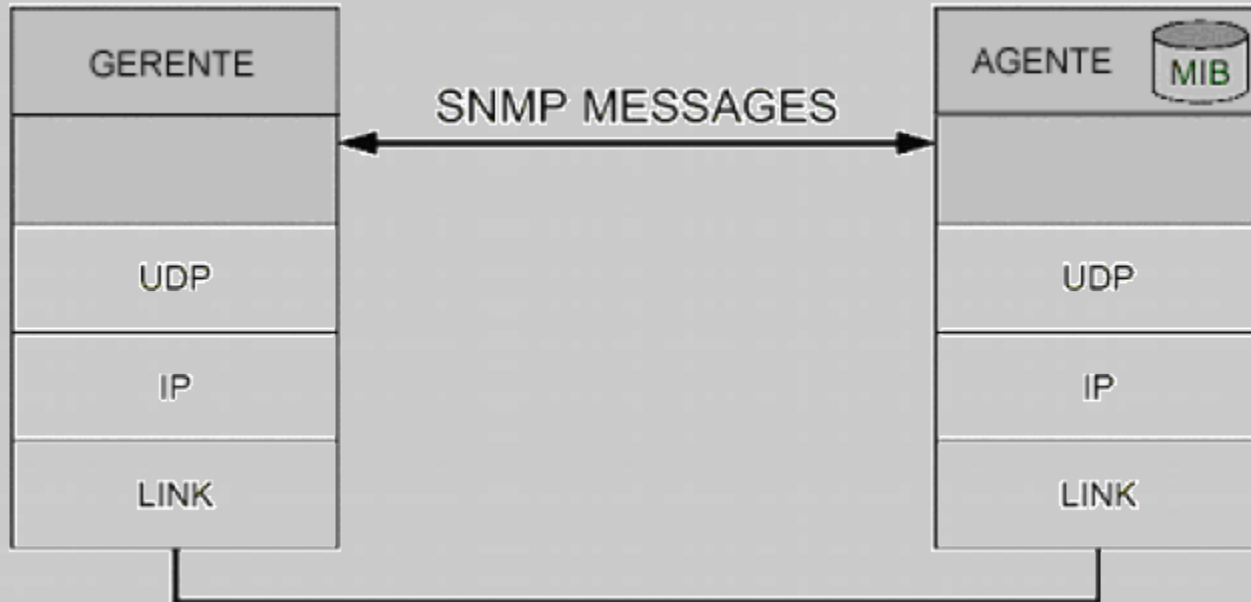 GERENTE
SNMP MESSAGES
AGENTE
MIB
UDP
UDP
IP
IP
LINK
LINK